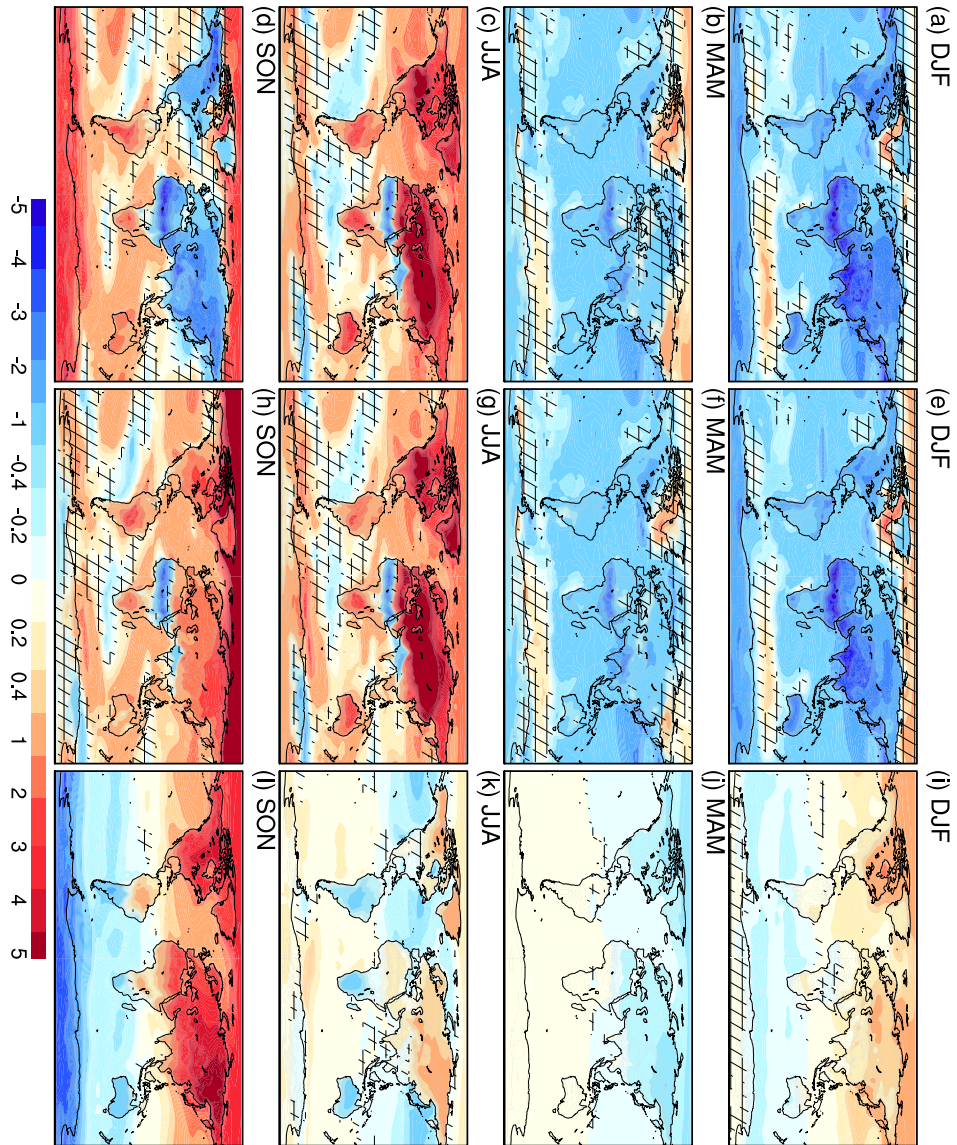 (a) DJF
(e) DJF
(i) DJF
(b) MAM
(f) MAM
(j) MAM
(c) JJA
(g) JJA
(k) JJA
(d) SON
(h) SON
(l) SON
-5 -4 -3 -2 -1 -0.4 -0.2 0 0.2 0.4 1 2 3 4 5